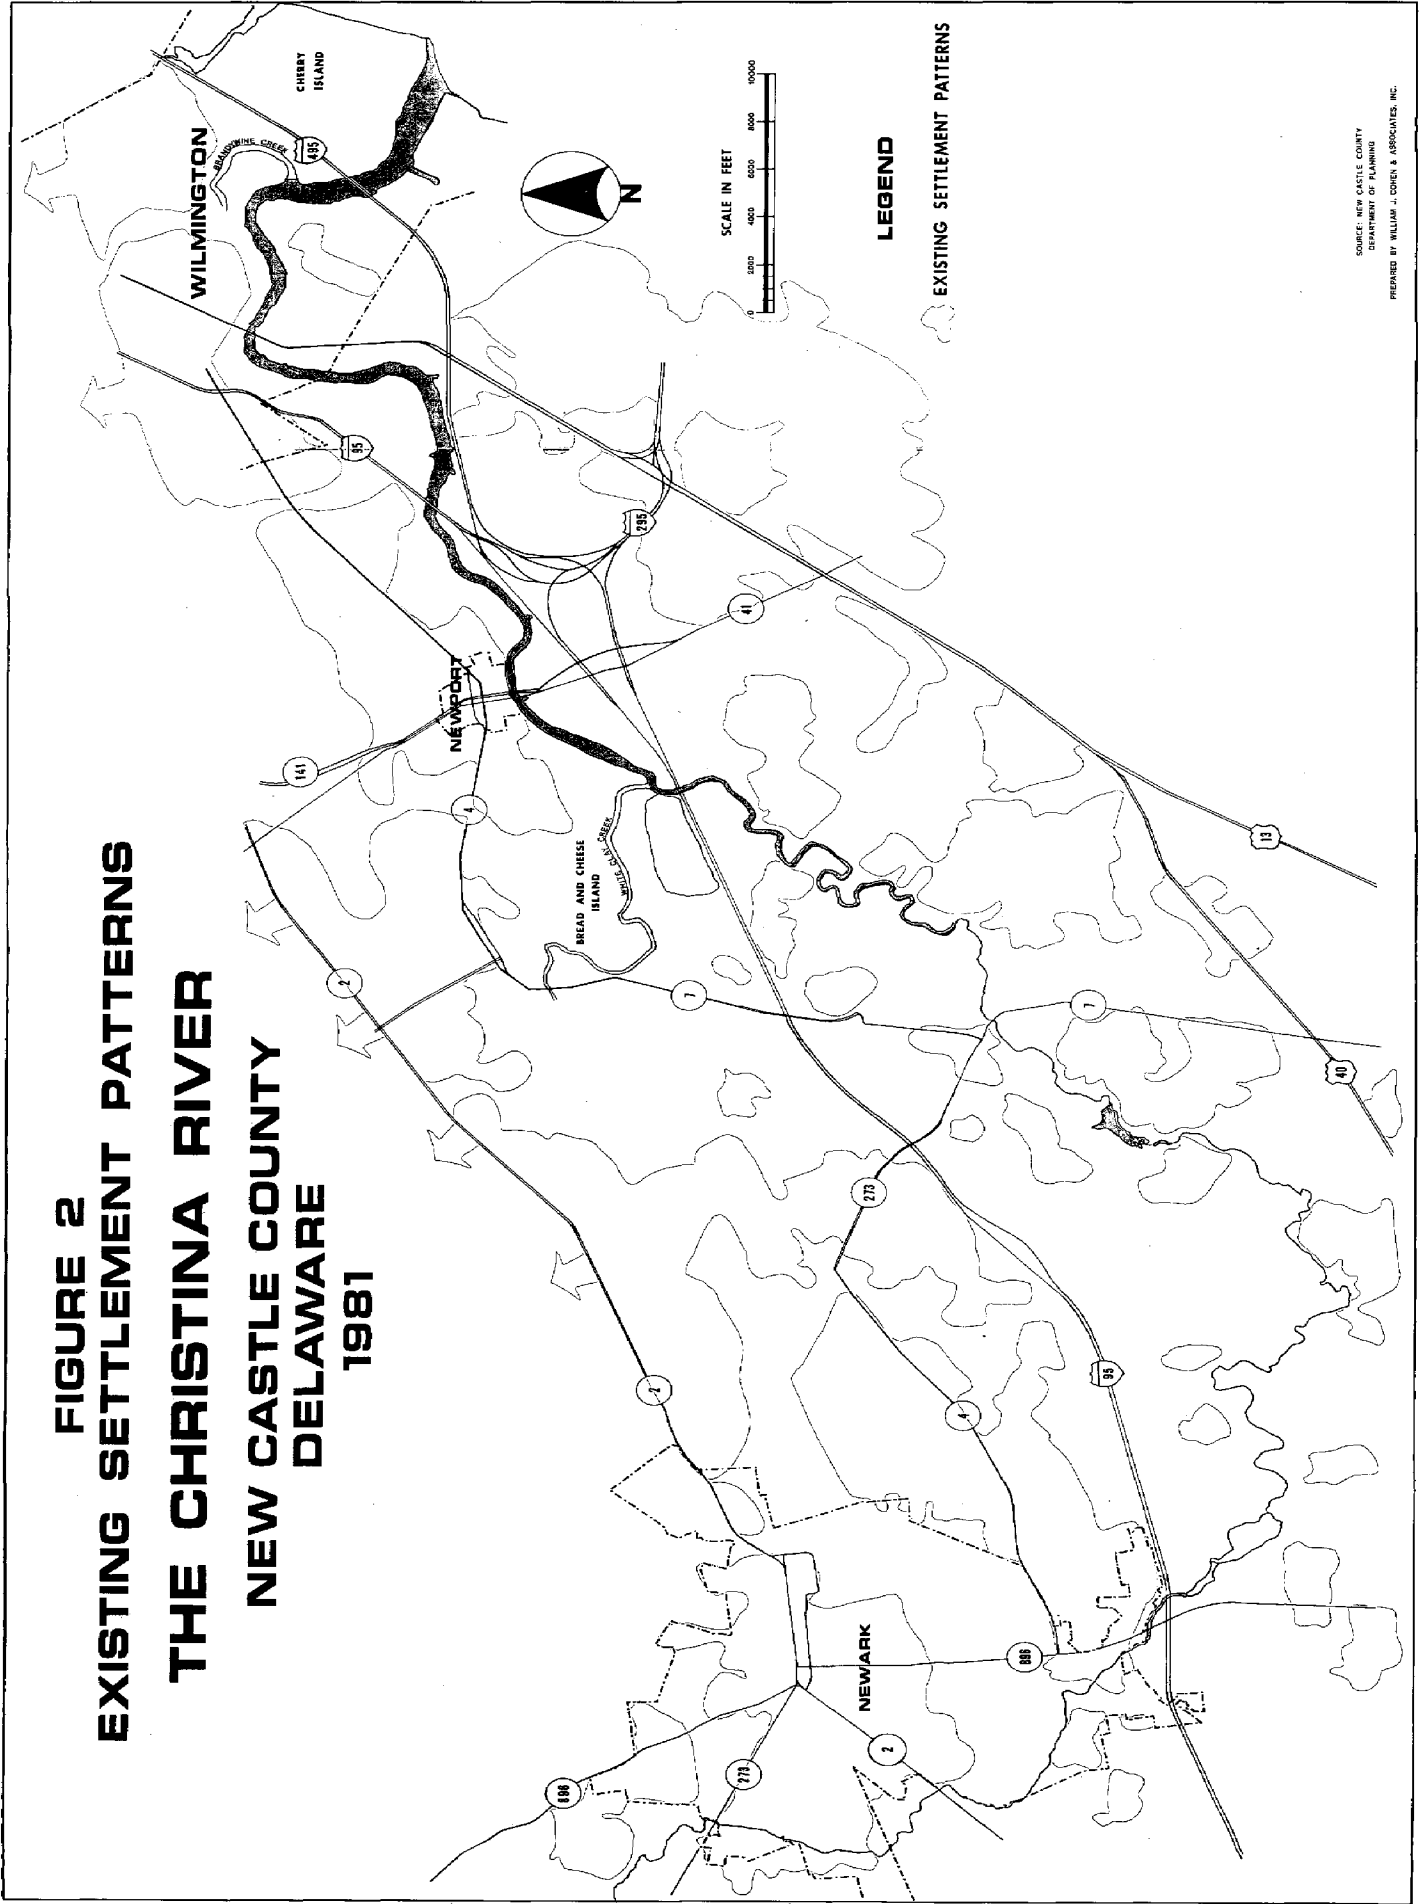 FIGURE 2
EXISTING SETTLEMENT PATTERNS
THE CHRISTINA RIVER
NEW CASTLE COUNTY
DELAWARE
1981
WILMINGTON
CHERRY
ISLAND
BRANDYWINE CREEK
495
95
295
41
NEWPORT
141
4
BREAD AND CHEESE
ISLAND
WHITE CLAY CREEK
2
7
13
7
40
273
2
4
95
NEWARK
896
2
273
896
N
SCALE IN FEET
0 2000 4000 6000 8000 10000
LEGEND
EXISTING SETTLEMENT PATTERNS
SOURCE: NEW CASTLE COUNTY
DEPARTMENT OF PLANNING
PREPARED BY WILLIAM J. COHEN & ASSOCIATES, INC.